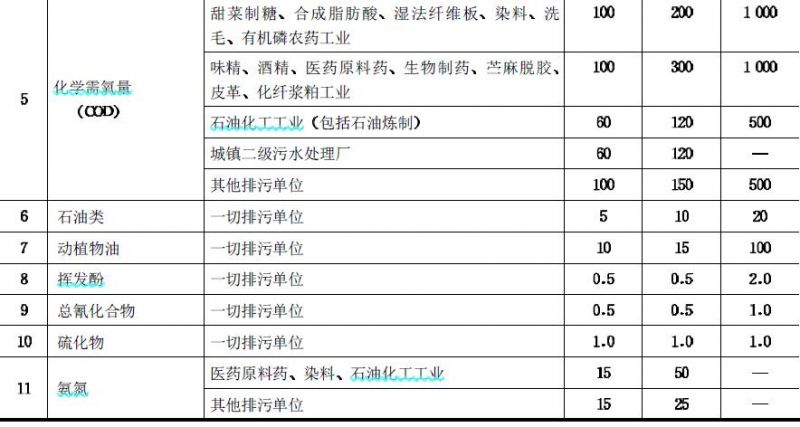 甜菜制糖、合成脂肪酸、湿法纤维板、染料、洗 100 200 1 000
毛、有机磷农药工业
味精、酒精、医药原料药、生物制药、苎麻脱胶、 100 300 1 000
皮革、化纤浆粕工业
5 化学需氧量
(COD)
石油化工工业（包括石油炼制） 60 120 500
城镇二级污水处理厂 60 120 —
其他排污单位 100 150 500
6 石油类 一切排污单位 5 10 20
7 动植物油 一切排污单位 10 15 100
8 挥发酚 一切排污单位 0.5 0.5 2.0
9 总氰化合物 一切排污单位 0.5 0.5 1.0
10 硫化物 一切排污单位 1.0 1.0 1.0
11 氨氮 医药原料药、染料、石油化工工业 15 50 —
其他排污单位 15 25 —